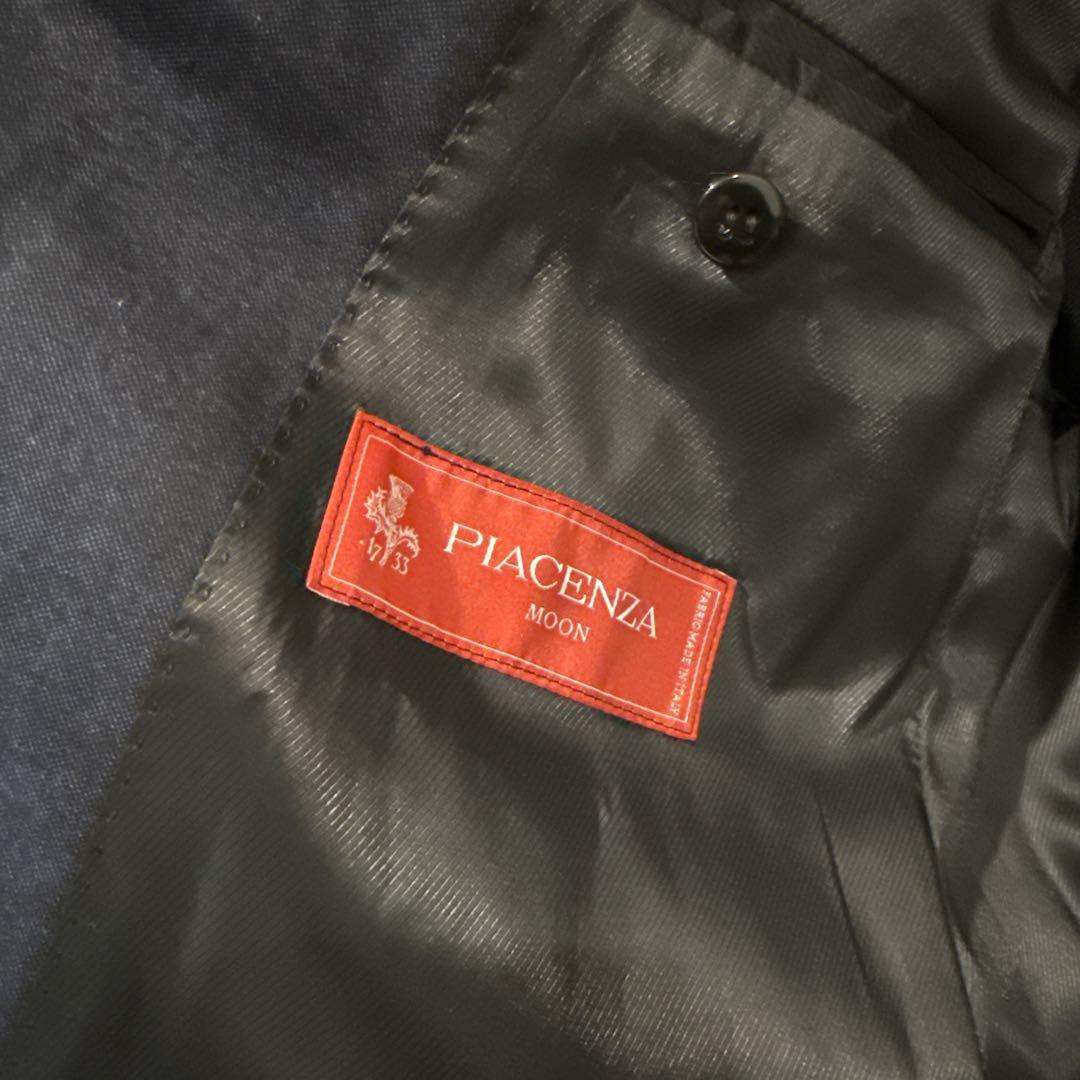 17 33
PIACENZA
MOON
FABRIC MADE IN ITALY